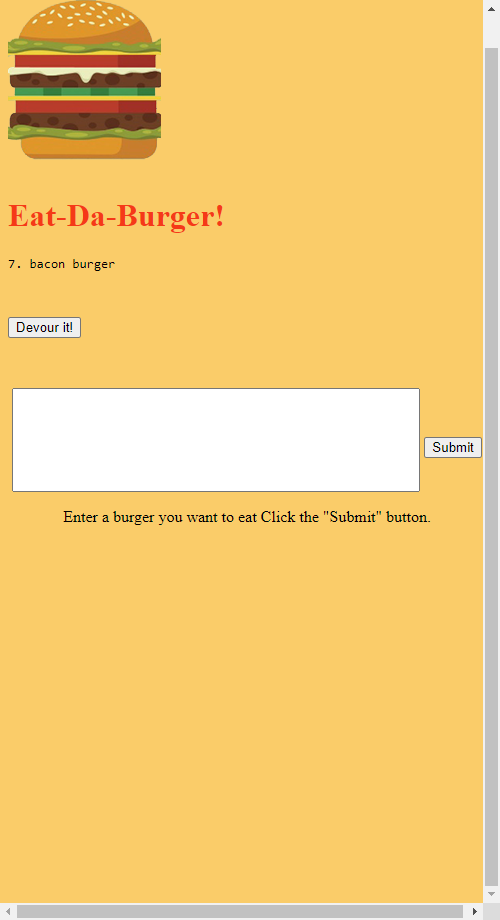 Eat-Da-Burger!
7. bacon burger
Devour it!
Submit
Enter a burger you want to eat Click the "Submit" button.